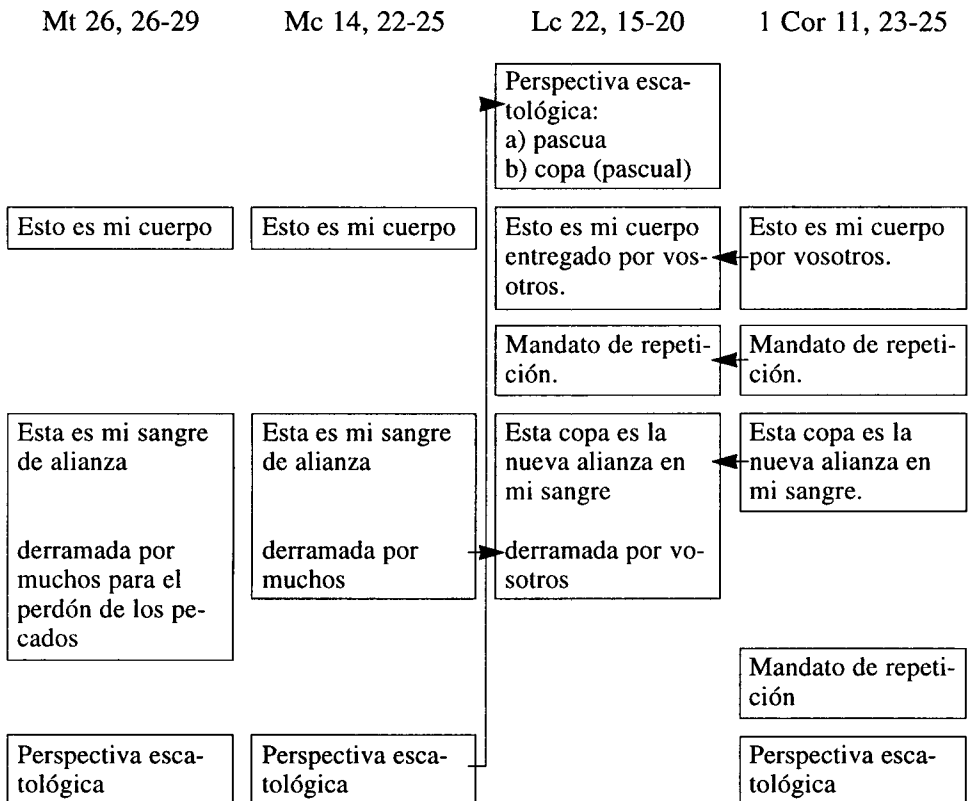 Mt 26, 26-29
Mc 14, 22-25
Lc 22, 15-20
1 Cor 11, 23-25
Perspectiva esca-
tológica:
a) pascua
b) copa (pascual)
Esto es mi cuerpo
Esto es mi cuerpo
Esto es mi cuerpo
entregado por vos-
otros.
Esto es mi cuerpo
por vosotros.
Mandato de repeti-
ción.
Mandato de repeti-
ción.
Esta es mi sangre
de alianza
derramada por
muchos para el
perdón de los pe-
cados
Esta es mi sangre
de alianza
derramada por
muchos
Esta copa es la
nueva alianza en
mi sangre
derramada por vo-
sotros
Esta copa es la
nueva alianza en
mi sangre.
Mandato de repeti-
ción
Perspectiva esca-
tológica
Perspectiva esca-
tológica
Perspectiva esca-
tológica